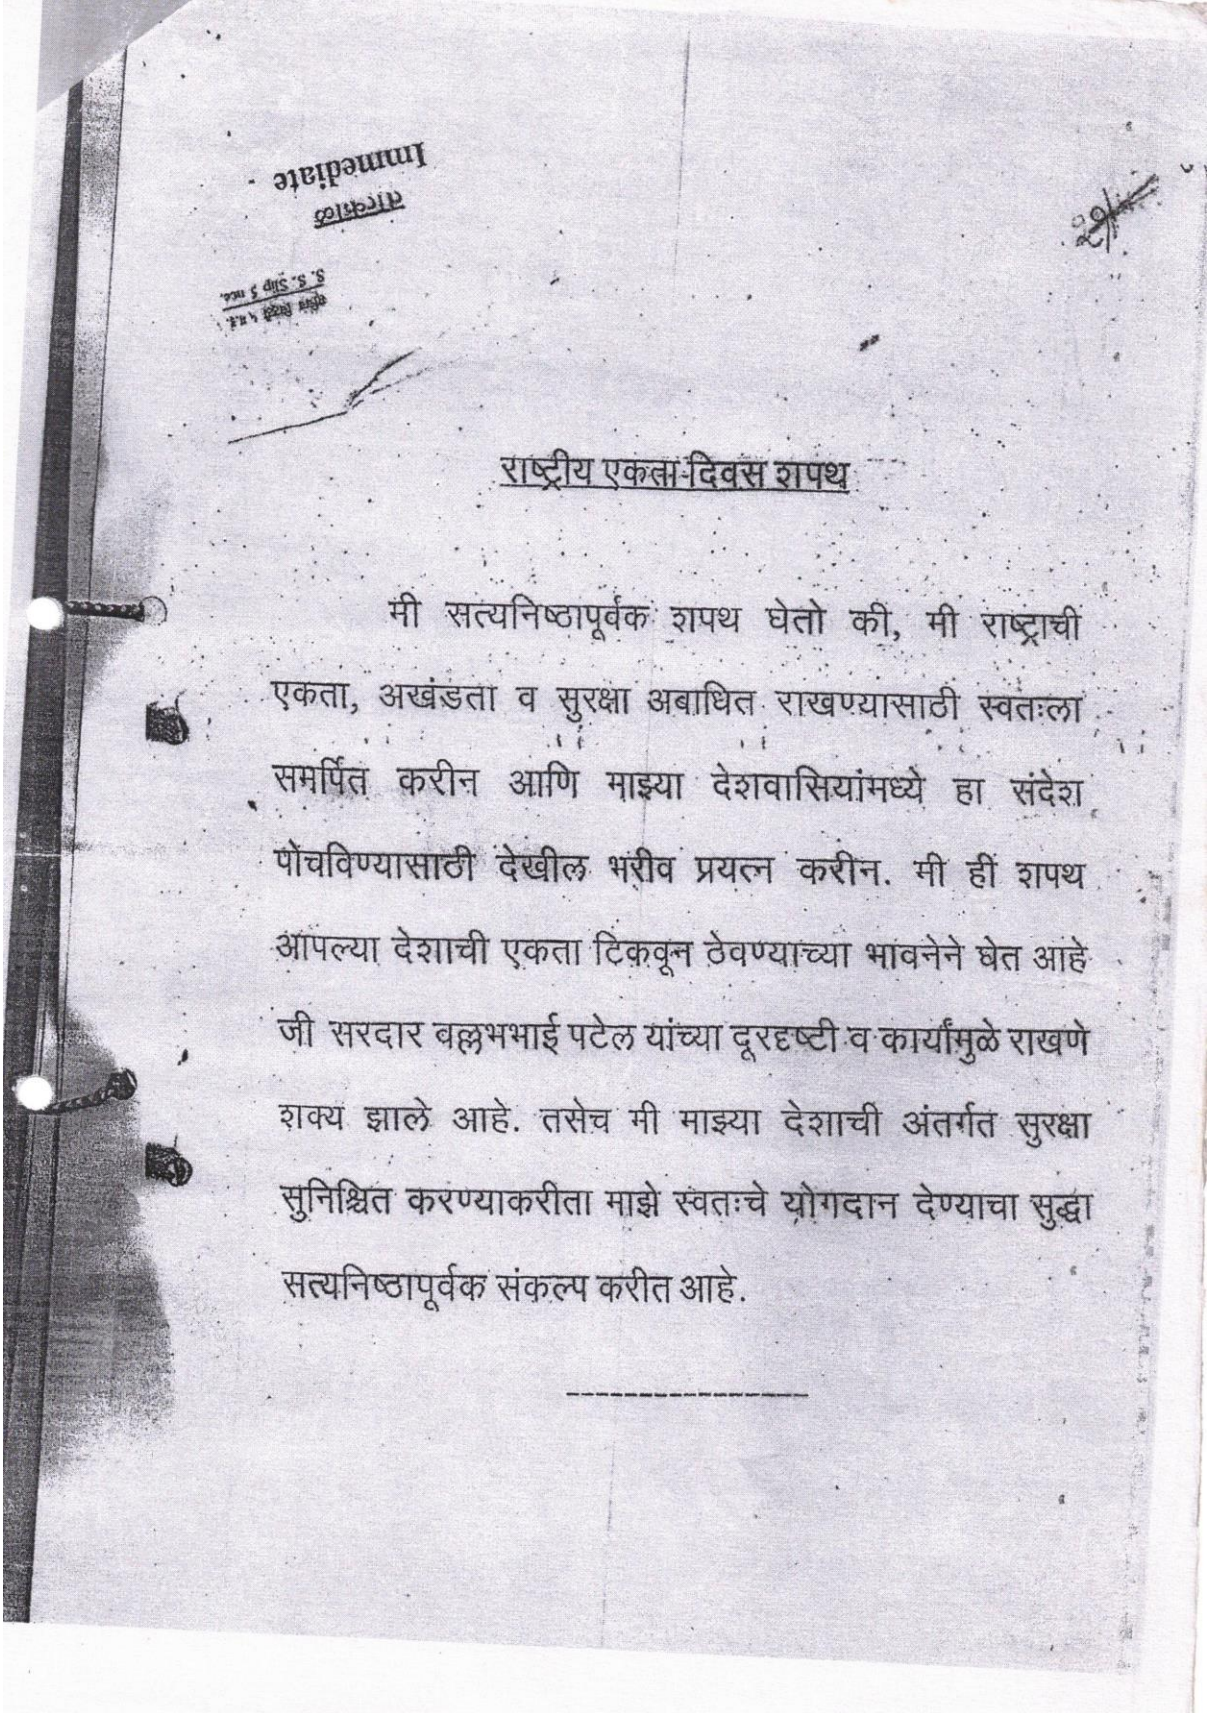 Immediate
तात्काळ
S. S. Slip 5
राष्ट्रीय एकता दिवस शपथ
मी सत्यनिष्ठापूर्वक शपथ घेतो की, मी राष्ट्राची
एकता, अखंडता व सुरक्षा अबाधित राखण्यासाठी स्वतःला
समर्पित करीन आणि माझ्या देशवासियांमध्ये हा संदेश
पोचविण्यासाठी देखील भरीव प्रयत्न करीन. मी ही शपथ
आपल्या देशाची एकता टिकवून ठेवण्याच्या भावनेने घेत आहे
जी सरदार वल्लभभाई पटेल यांच्या दूरदृष्टी व कार्यामुळे राखणे
शक्य झाले आहे. तसेच मी माझ्या देशाची अंतर्गत सुरक्षा
सुनिश्चित करण्याकरीता माझे स्वतःचे योगदान देण्याचा सुद्धा
सत्यनिष्ठापूर्वक संकल्प करीत आहे.